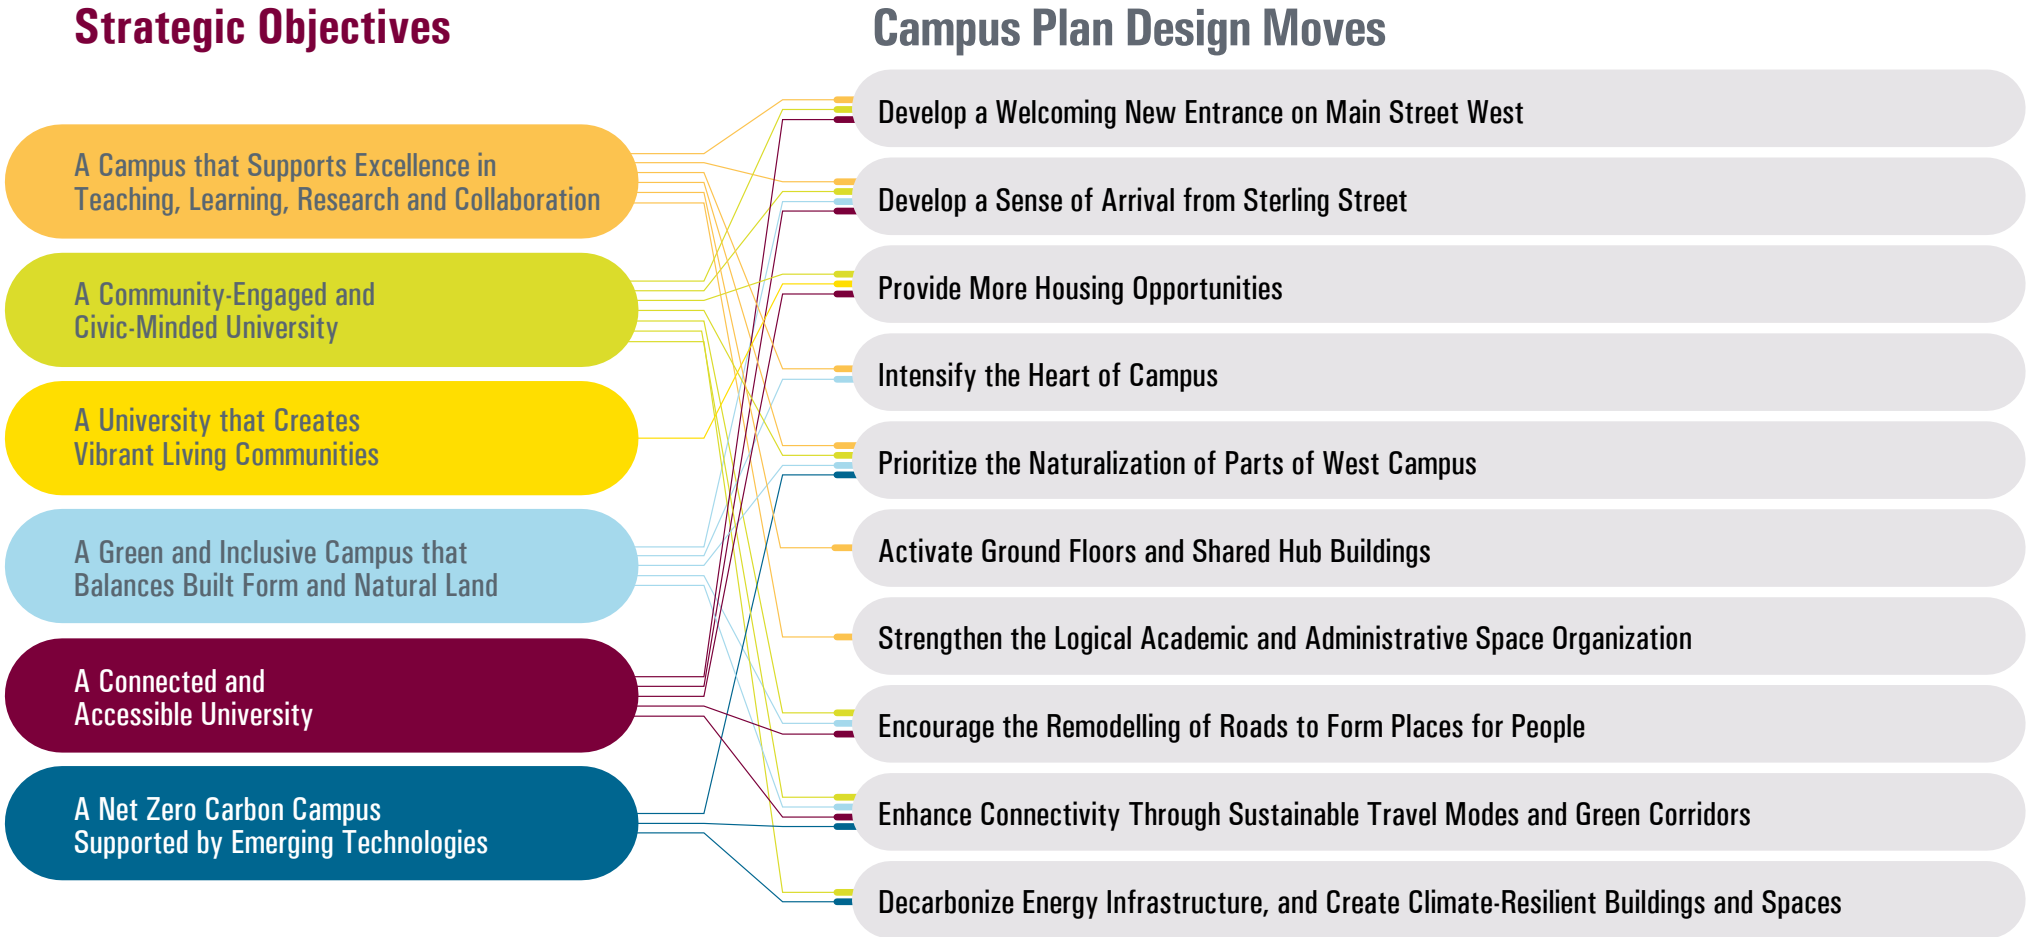 Strategic Objectives
A Campus that Supports Excellence in
Teaching, Learning, Research and Collaboration
A Community-Engaged and
Civic-Minded University
A University that Creates
Vibrant Living Communities
A Green and Inclusive Campus that
Balances Built Form and Natural Land
A Connected and
Accessible University
A Net Zero Carbon Campus
Supported by Emerging Technologies
Campus Plan Design Moves
Develop a Welcoming New Entrance on Main Street West
Develop a Sense of Arrival from Sterling Street
Provide More Housing Opportunities
Intensify the Heart of Campus
Prioritize the Naturalization of Parts of West Campus
Activate Ground Floors and Shared Hub Buildings
Strengthen the Logical Academic and Administrative Space Organization
Encourage the Remodelling of Roads to Form Places for People
Enhance Connectivity Through Sustainable Travel Modes and Green Corridors
Decarbonize Energy Infrastructure, and Create Climate-Resilient Buildings and Spaces